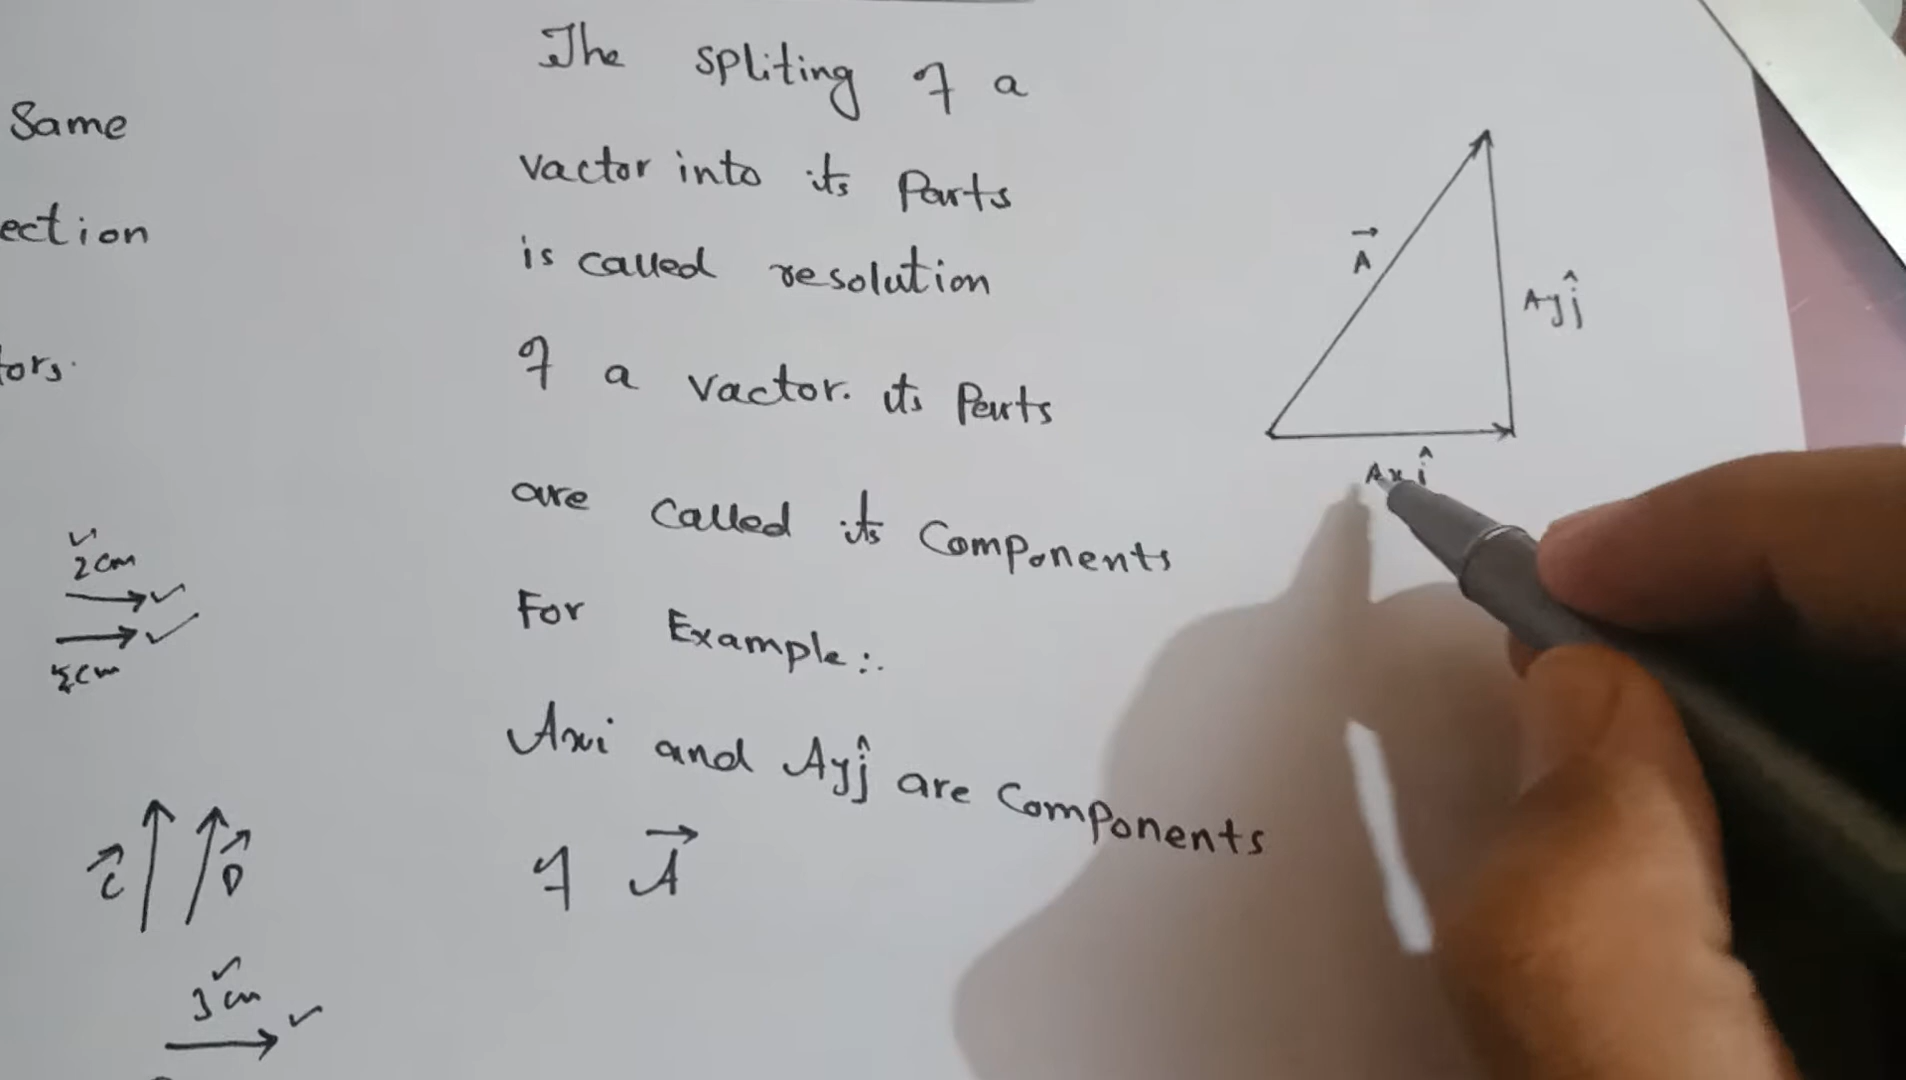 Same
ection
tors.
2cm
2cm
C
D
3cm
The spliting of a
vactor into its Parts
is called resolution
of a vactor. its Parts
are called its Components
For Example:.
Axi and Ayĵ are Components
of A⃗
A⃗
Ayĵ
Axî